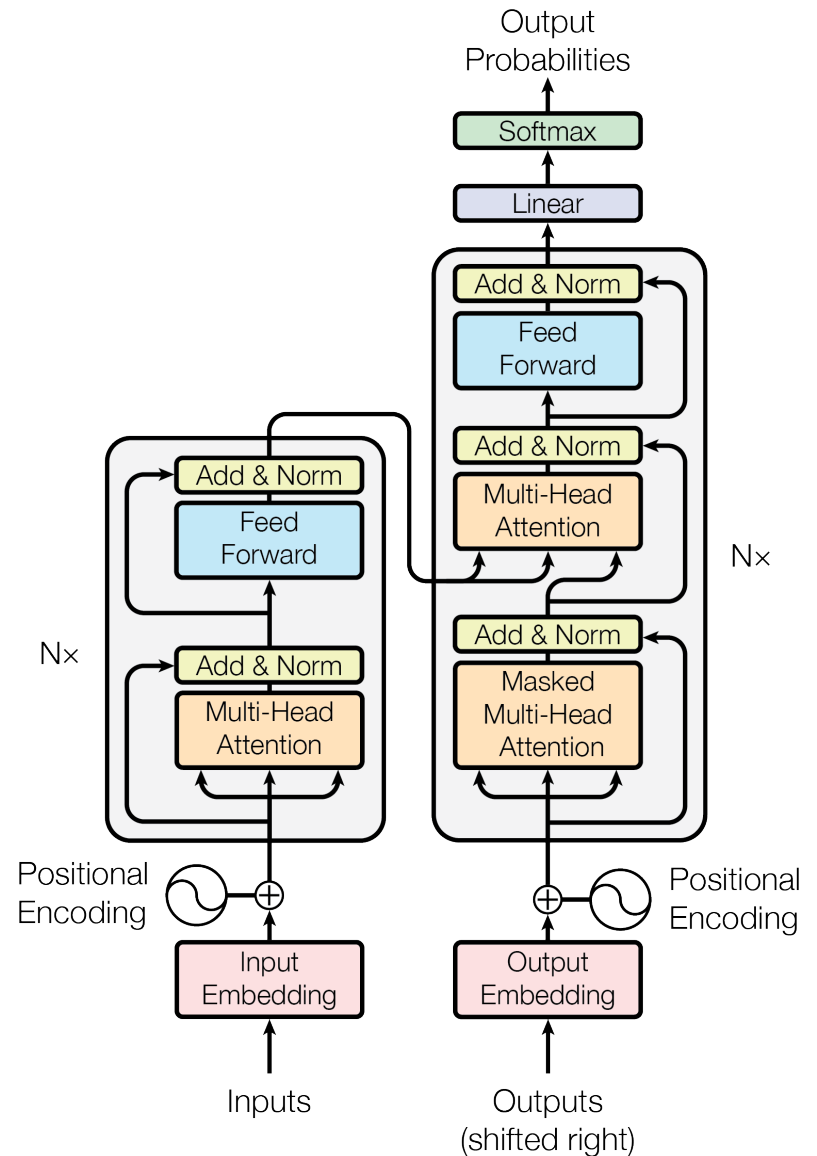 Output
Probabilities
Softmax
Linear
Add & Norm
Feed
Forward
Add & Norm
Multi-Head
Attention
Add & Norm
Masked
Multi-Head
Attention
Nx
Add & Norm
Feed
Forward
Add & Norm
Multi-Head
Attention
N×
Positional
Encoding
Positional
Encoding
Input
Embedding
Output
Embedding
Inputs
Outputs
(shifted right)